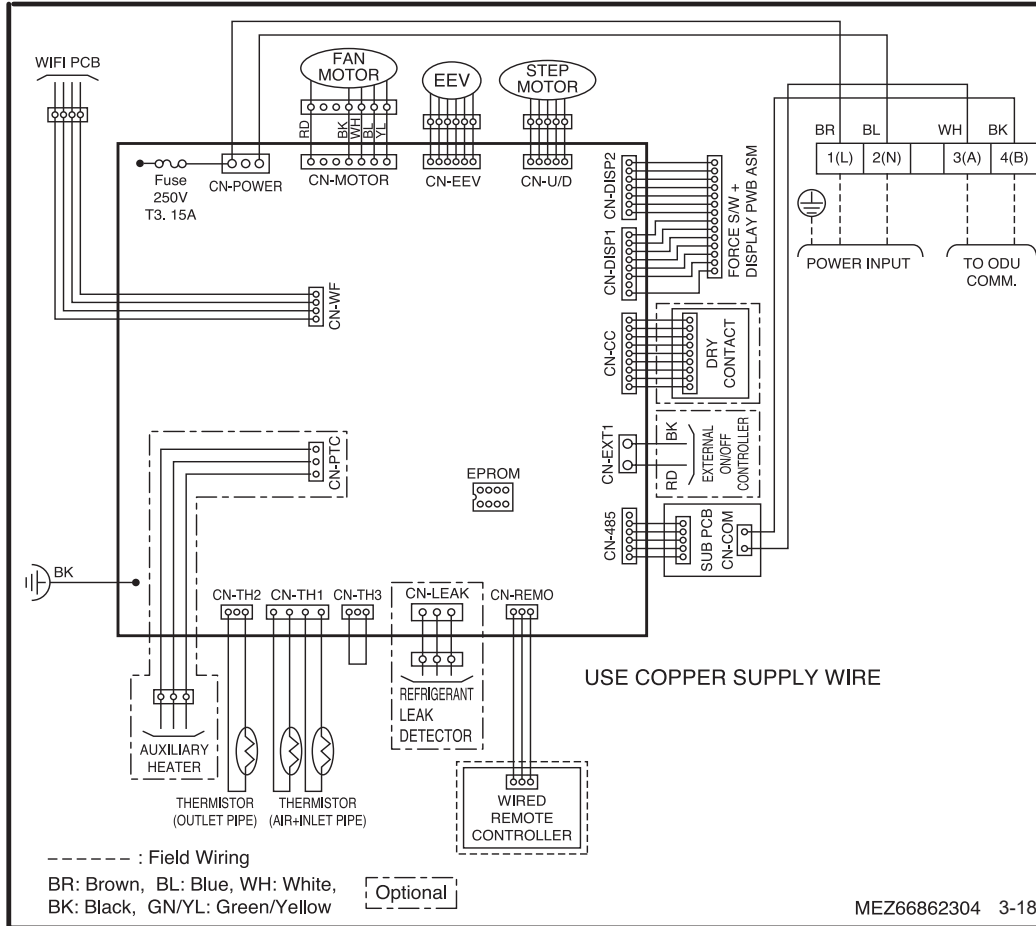 WIFI PCB
FAN
MOTOR
EEV
STEP
MOTOR
RD
BK
WH
BL
YL
Fuse
250V
T3. 15A
CN-POWER
CN-MOTOR
CN-EEV
CN-U/D
CN-DISP2
CN-DISP1
FORCE S/W +
DISPLAY PWB ASM
BR
BL
WH
BK
1(L)
2(N)
3(A)
4(B)
POWER INPUT
TO ODU
COMM.
CN-WF
CN-CC
DRY
CONTACT
CN-PTC
CN-EXT1
BK
RD
EXTERNAL
ON/OFF
CONTROLLER
EPROM
CN-485
SUB PCB
CN-COM
BK
CN-TH2
CN-TH1
CN-TH3
CN-LEAK
CN-REMO
USE COPPER SUPPLY WIRE
REFRIGERANT
LEAK
DETECTOR
AUXILIARY
HEATER
THERMISTOR
(OUTLET PIPE)
THERMISTOR
(AIR+INLET PIPE)
WIRED
REMOTE
CONTROLLER
: Field Wiring
BR: Brown, BL: Blue, WH: White,
BK: Black, GN/YL: Green/Yellow
Optional
MEZ66862304 3-18